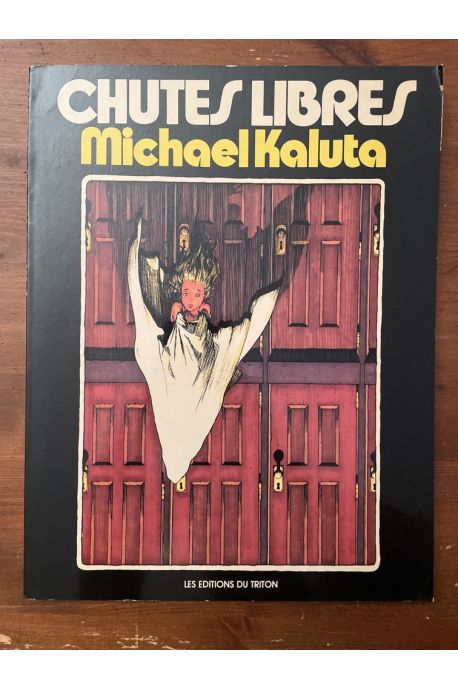 CHUTES LIBRES
Michael Kaluta
LES EDITIONS DU TRITON